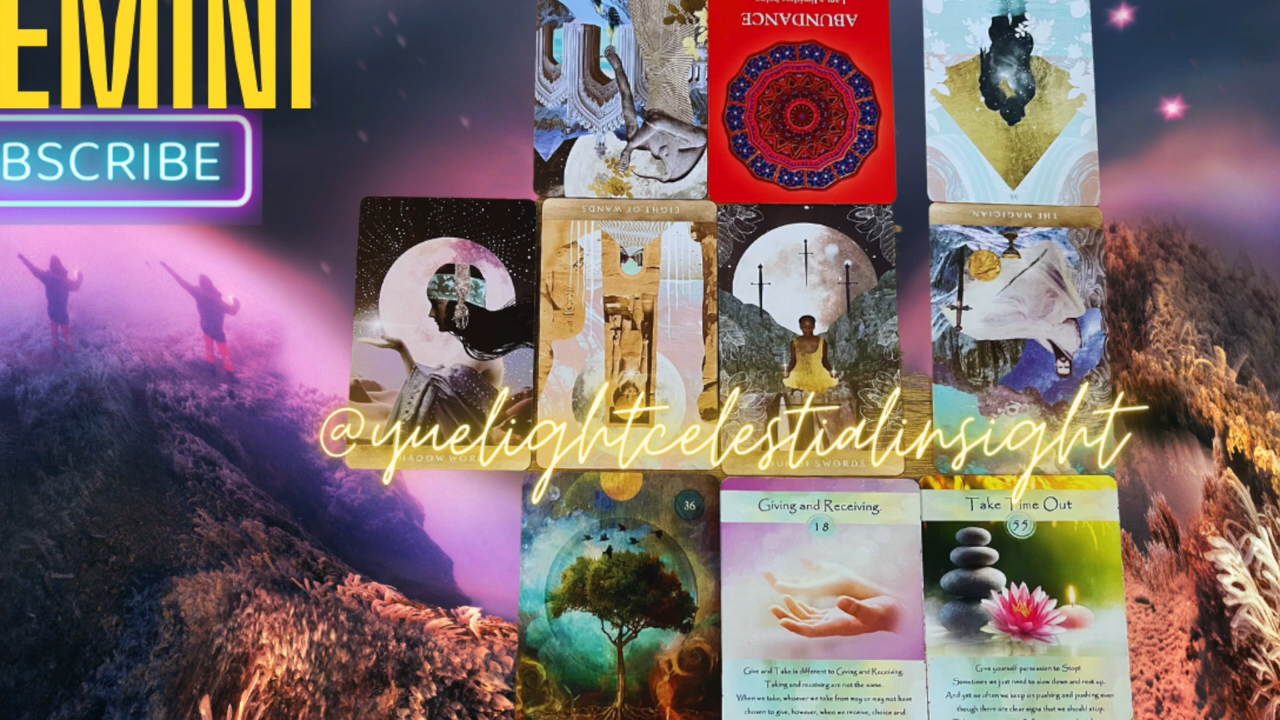 EMINI
BSCRIBE
ABUNDANCE
EIGHT OF WANDS
THE MAGICIAN
@yuelightcelestialinsight
HADOW WOR
OF SWORDS
36
Giving and Receiving.
18
Take Time Out
55
Give and Take is different to Giving and Receiving.
Taking and receiving are not the same.
When we take, whoever we take from may or may not have
chosen to give, however, when we receive, choice and
Give yourself permission to Stop!
Sometimes we just need to slow down and rest up.
And yet so often we keep on pushing and pushing even
though there are clear signs that we should stop.